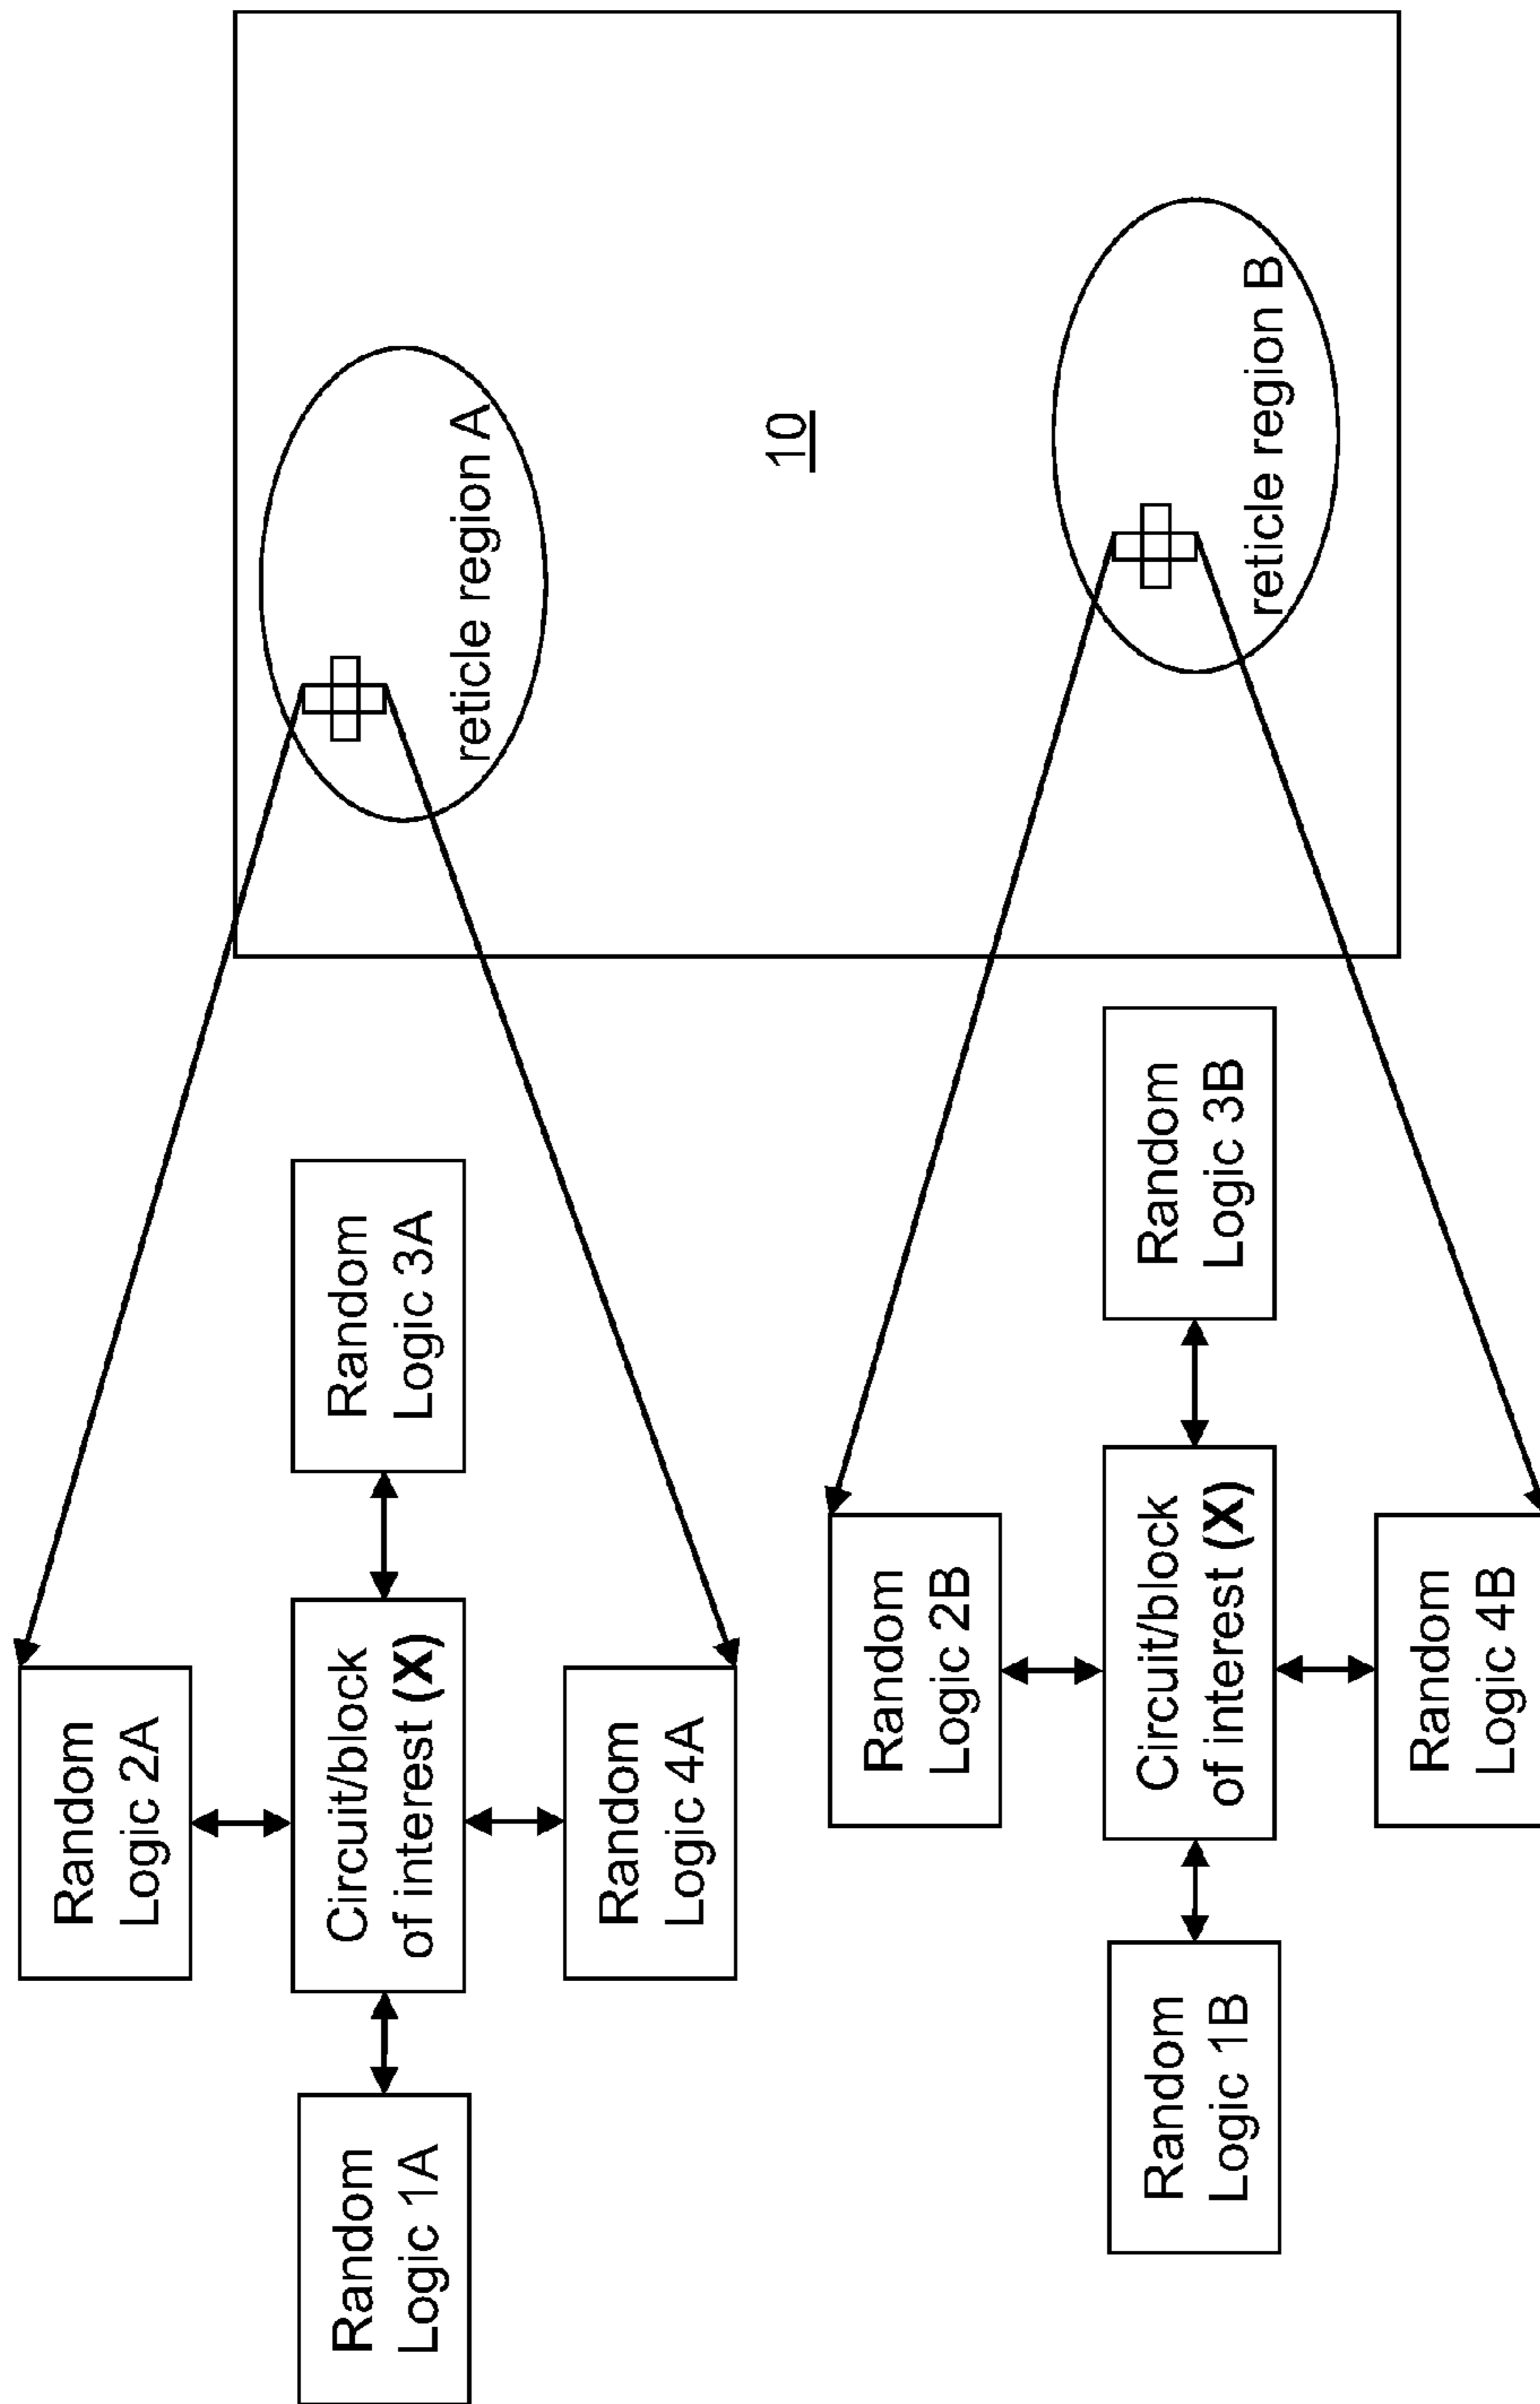 Random
Logic 2A
Random
Logic 1A
Circuit/block
of interest (X)
Random
Logic 3A
Random
Logic 4A
reticle region A
10
Random
Logic 2B
Random
Logic 1B
Circuit/block
of interest (X)
Random
Logic 3B
Random
Logic 4B
reticle region B